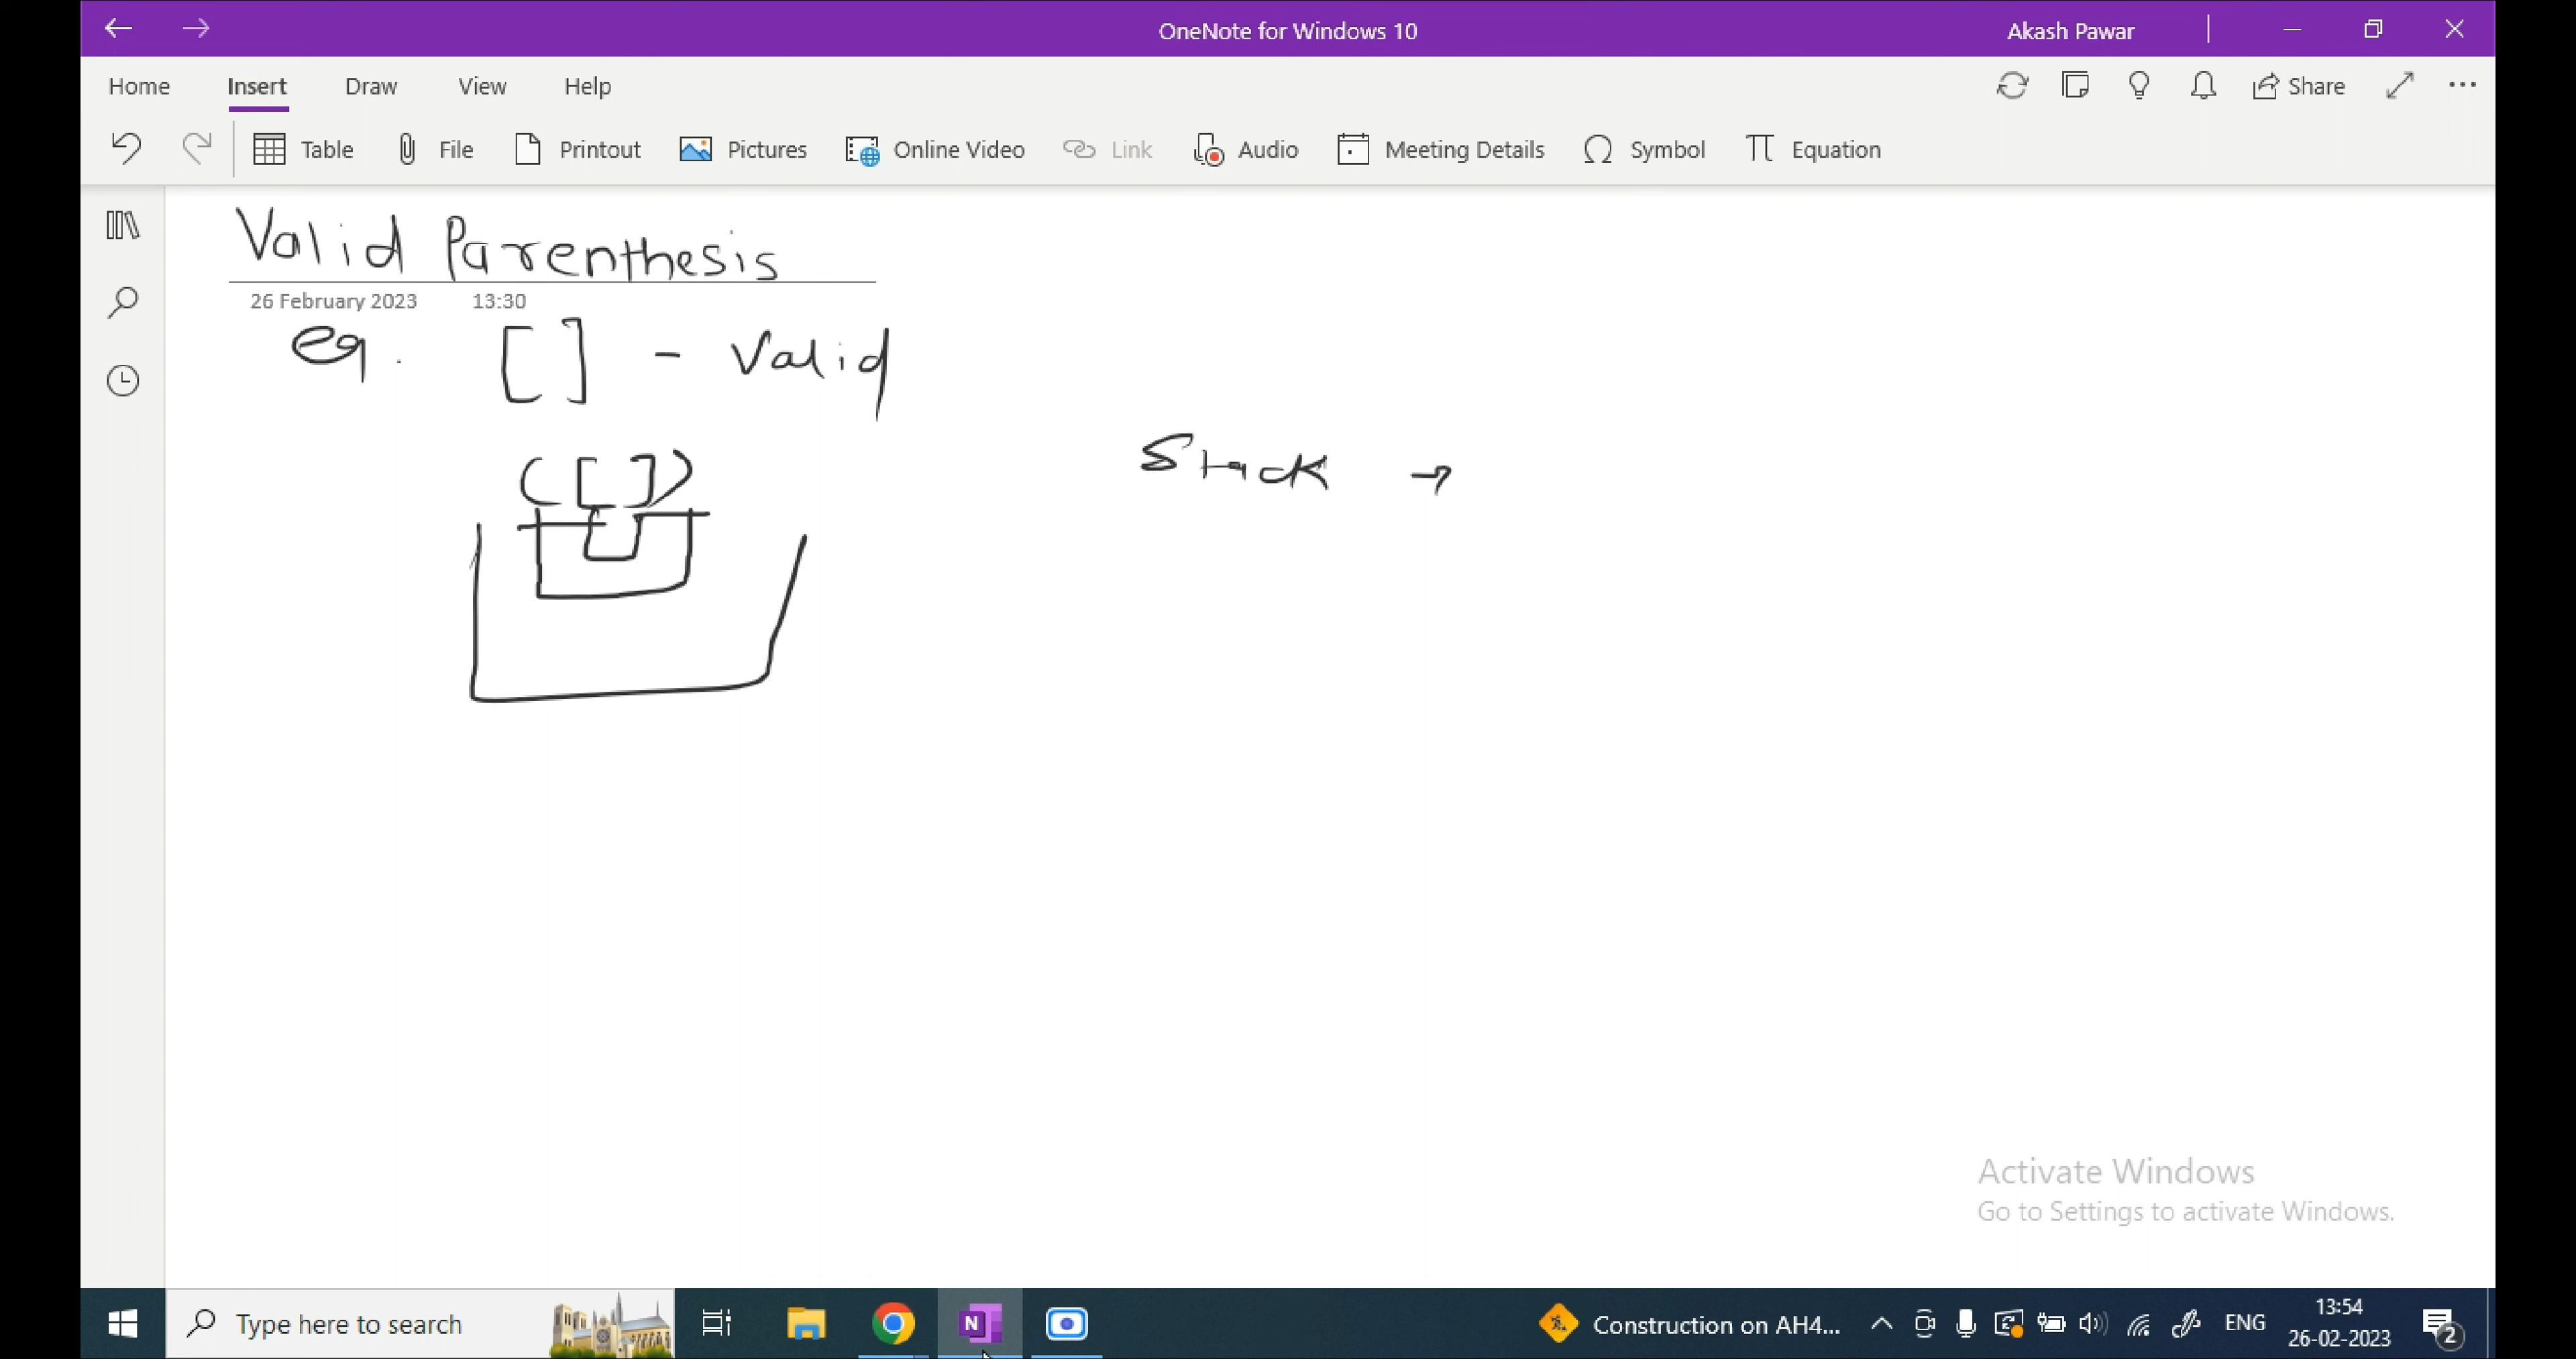 OneNote for Windows 10
Akash Pawar
Home Insert Draw View Help
Share
Table File Printout Pictures Online Video Link Audio Meeting Details Symbol Equation
Valid Parenthesis
26 February 2023 13:30
eg. [ ] - Valid
([])
Stack →
Activate Windows
Go to Settings to activate Windows.
Type here to search
Construction on AH4...
ENG
13:54
26-02-2023
2